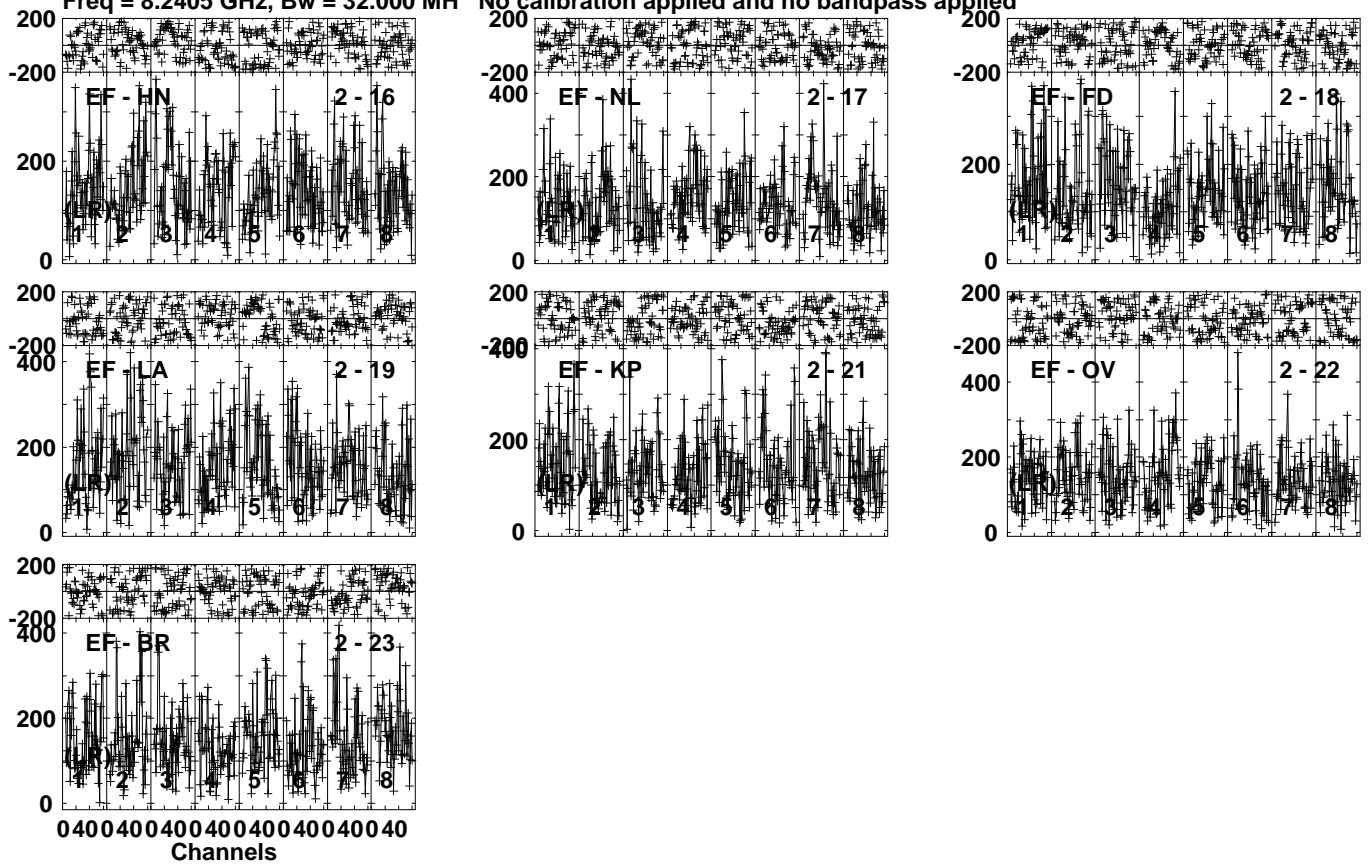 Freq = 8.2405 GHz, Bw = 32.000 MH No calibration applied and no bandpass applied
200
-200
EF - HN 2 - 16
200
(LR)
1 2 3 4 5 6 7 8
0
200
-200
400
EF - NL 2 - 17
200
(LR)
1 2 3 4 5 6 7 8
0
200
-200
400
EF - FD 2 - 18
200
(LR)
1 2 3 4 5 6 7 8
0
200
-200
400
EF - LA 2 - 19
200
(LR)
1 2 3 4 5 6 7 8
0
200
-200
400
EF - KP 2 - 21
200
(LR)
1 2 3 4 5 6 7 8
0
200
-200
400
EF - OV 2 - 22
200
(LR)
1 2 3 4 5 6 7 8
0
200
-200
400
EF - BR 2 - 23
200
(LR)
1 2 3 4 5 6 7 8
0
0 40 0 40 0 40 0 40 0 40 0 40 0 40 0 40
Channels